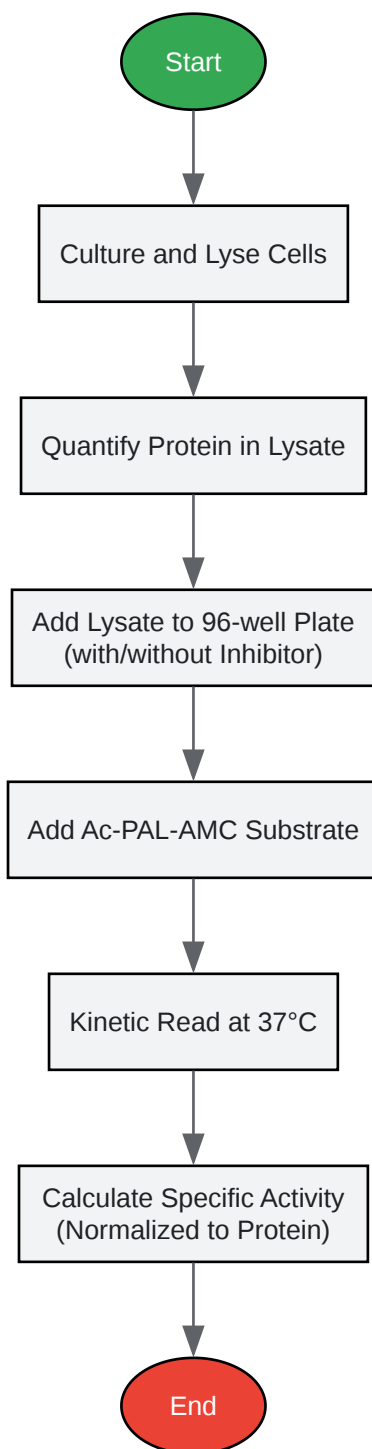 Start
Culture and Lyse Cells
Quantify Protein in Lysate
Add Lysate to 96-well Plate
(with/without Inhibitor)
Add Ac-PAL-AMC Substrate
Kinetic Read at 37°C
Calculate Specific Activity
(Normalized to Protein)
End